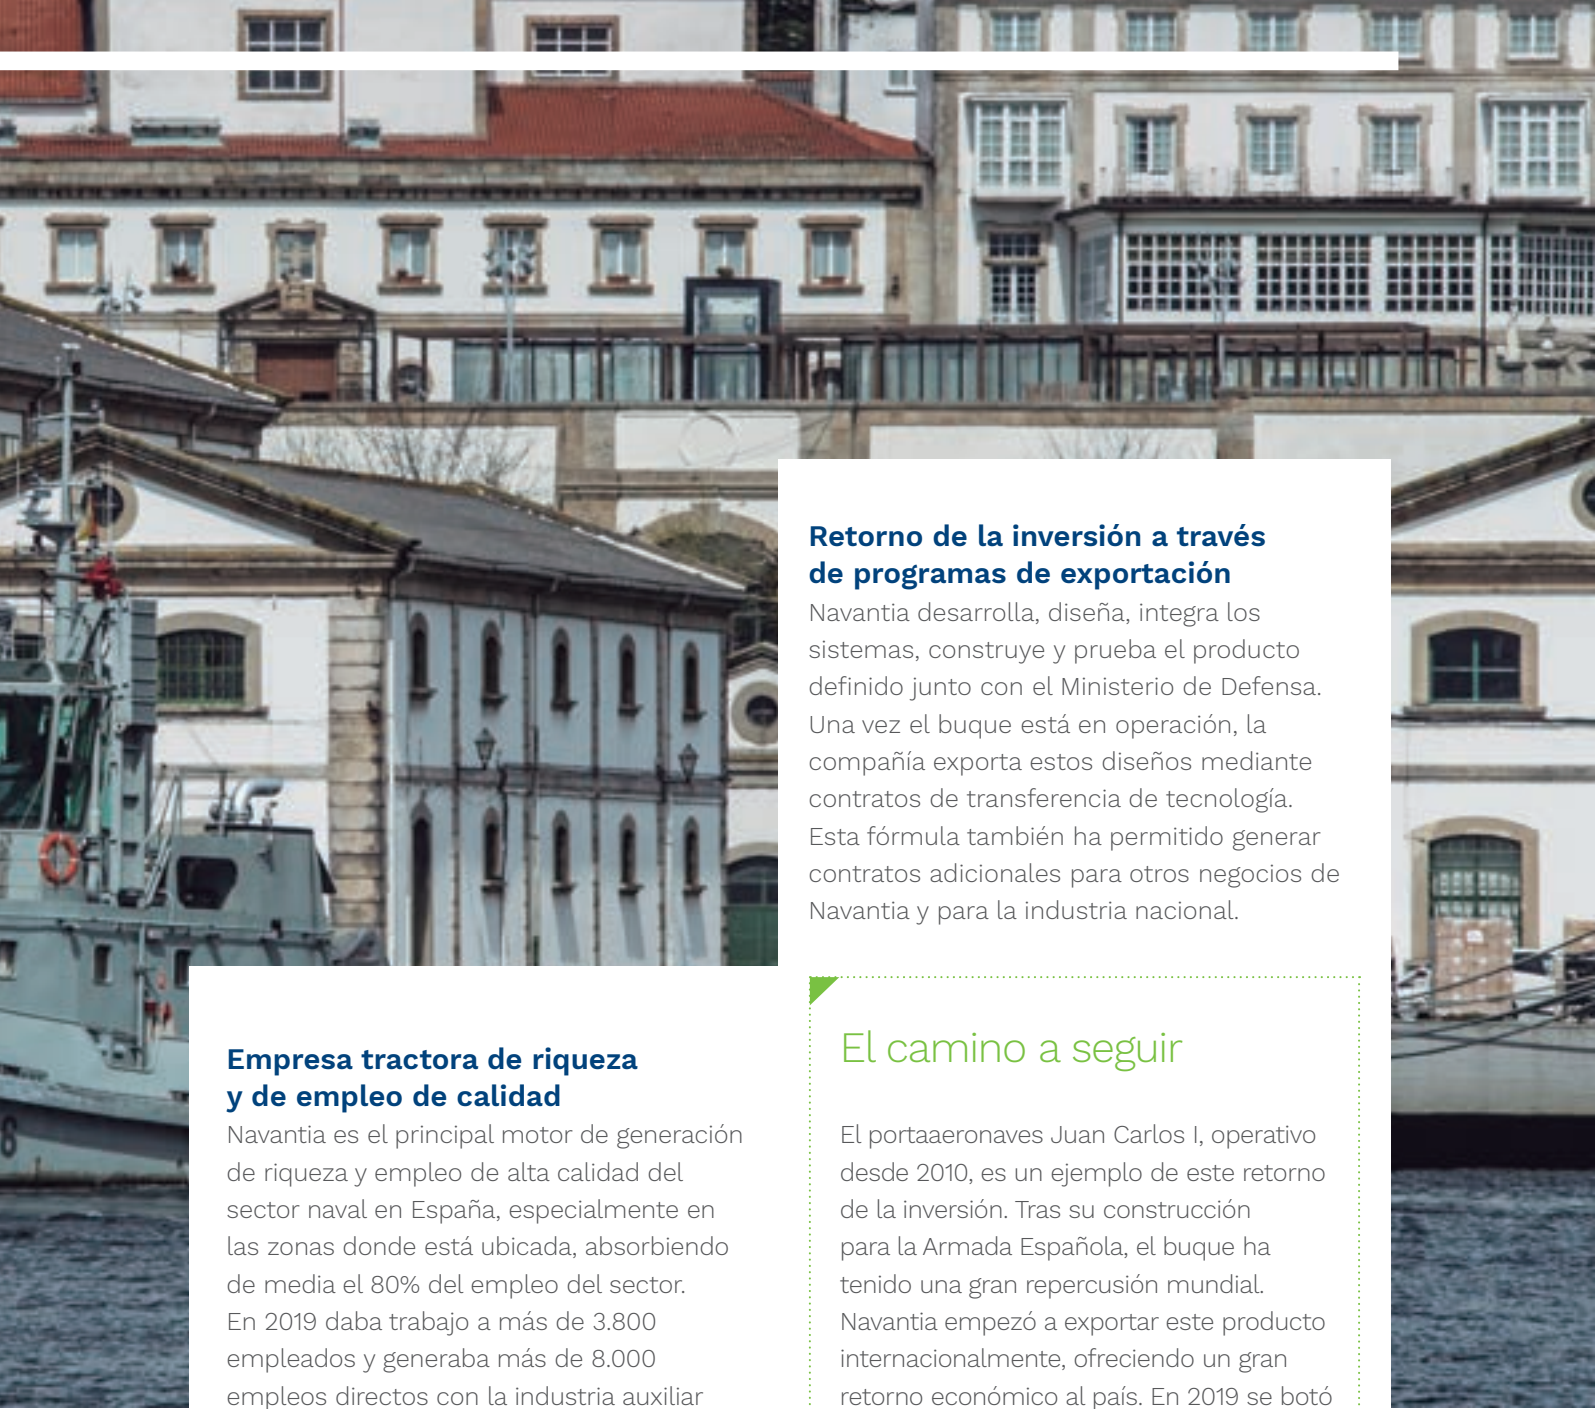 Retorno de la inversión a través
de programas de exportación
Navantia desarrolla, diseña, integra los
sistemas, construye y prueba el producto
definido junto con el Ministerio de Defensa.
Una vez el buque está en operación, la
compañía exporta estos diseños mediante
contratos de transferencia de tecnología.
Esta fórmula también ha permitido generar
contratos adicionales para otros negocios de
Navantia y para la industria nacional.
Empresa tractora de riqueza
y de empleo de calidad
Navantia es el principal motor de generación
de riqueza y empleo de alta calidad del
sector naval en España, especialmente en
las zonas donde está ubicada, absorbiendo
de media el 80% del empleo del sector.
En 2019 daba trabajo a más de 3.800
empleados y generaba más de 8.000
empleos directos con la industria auxiliar
El camino a seguir
El portaaeronaves Juan Carlos I, operativo
desde 2010, es un ejemplo de este retorno
de la inversión. Tras su construcción
para la Armada Española, el buque ha
tenido una gran repercusión mundial.
Navantia empezó a exportar este producto
internacionalmente, ofreciendo un gran
retorno económico al país. En 2019 se botó
8